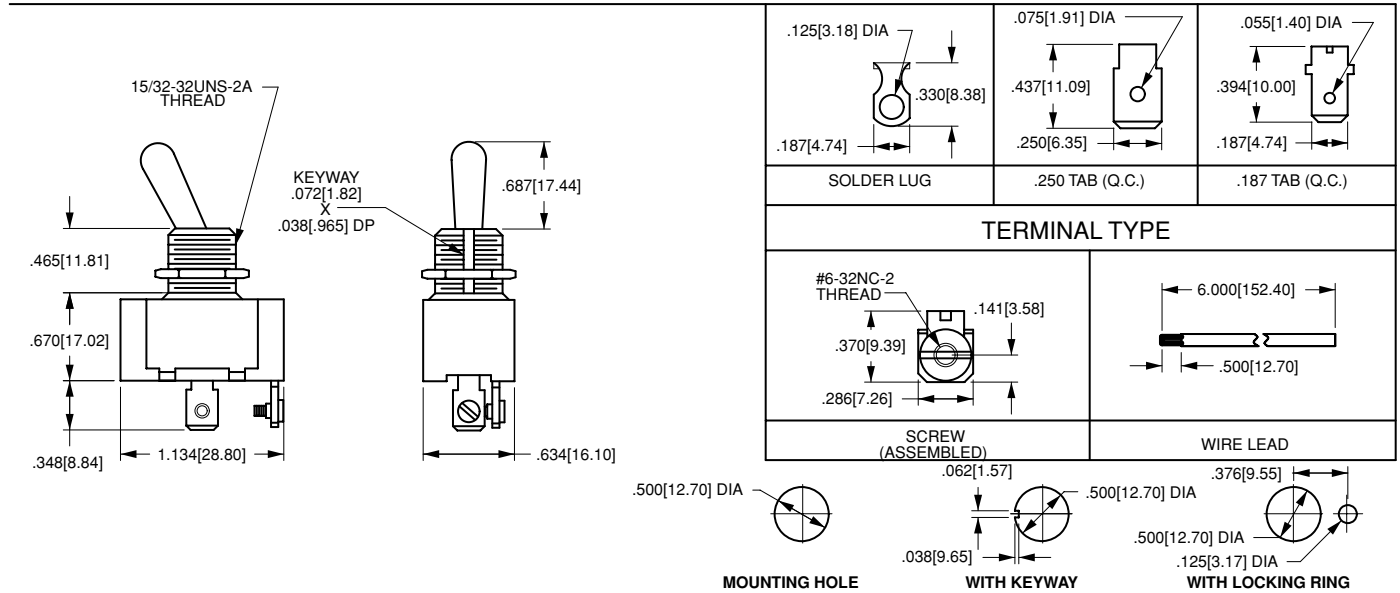 15/32-32UNS-2A
THREAD
.465[11.81]
.670[17.02]
.348[8.84]
1.134[28.80]
KEYWAY
.072[1.82]
X
.038[.965] DP
.687[17.44]
.634[16.10]
.125[3.18] DIA
.330[8.38]
.187[4.74]
SOLDER LUG
.075[1.91] DIA
.437[11.09]
.250[6.35]
.250 TAB (Q.C.)
.055[1.40] DIA
.394[10.00]
.187[4.74]
.187 TAB (Q.C.)
TERMINAL TYPE
#6-32NC-2
THREAD
.141[3.58]
.370[9.39]
.286[7.26]
SCREW
(ASSEMBLED)
6.000[152.40]
.500[12.70]
WIRE LEAD
.500[12.70] DIA
MOUNTING HOLE
.062[1.57]
.500[12.70] DIA
.038[9.65]
WITH KEYWAY
.376[9.55]
.500[12.70] DIA
.125[3.17] DIA
WITH LOCKING RING